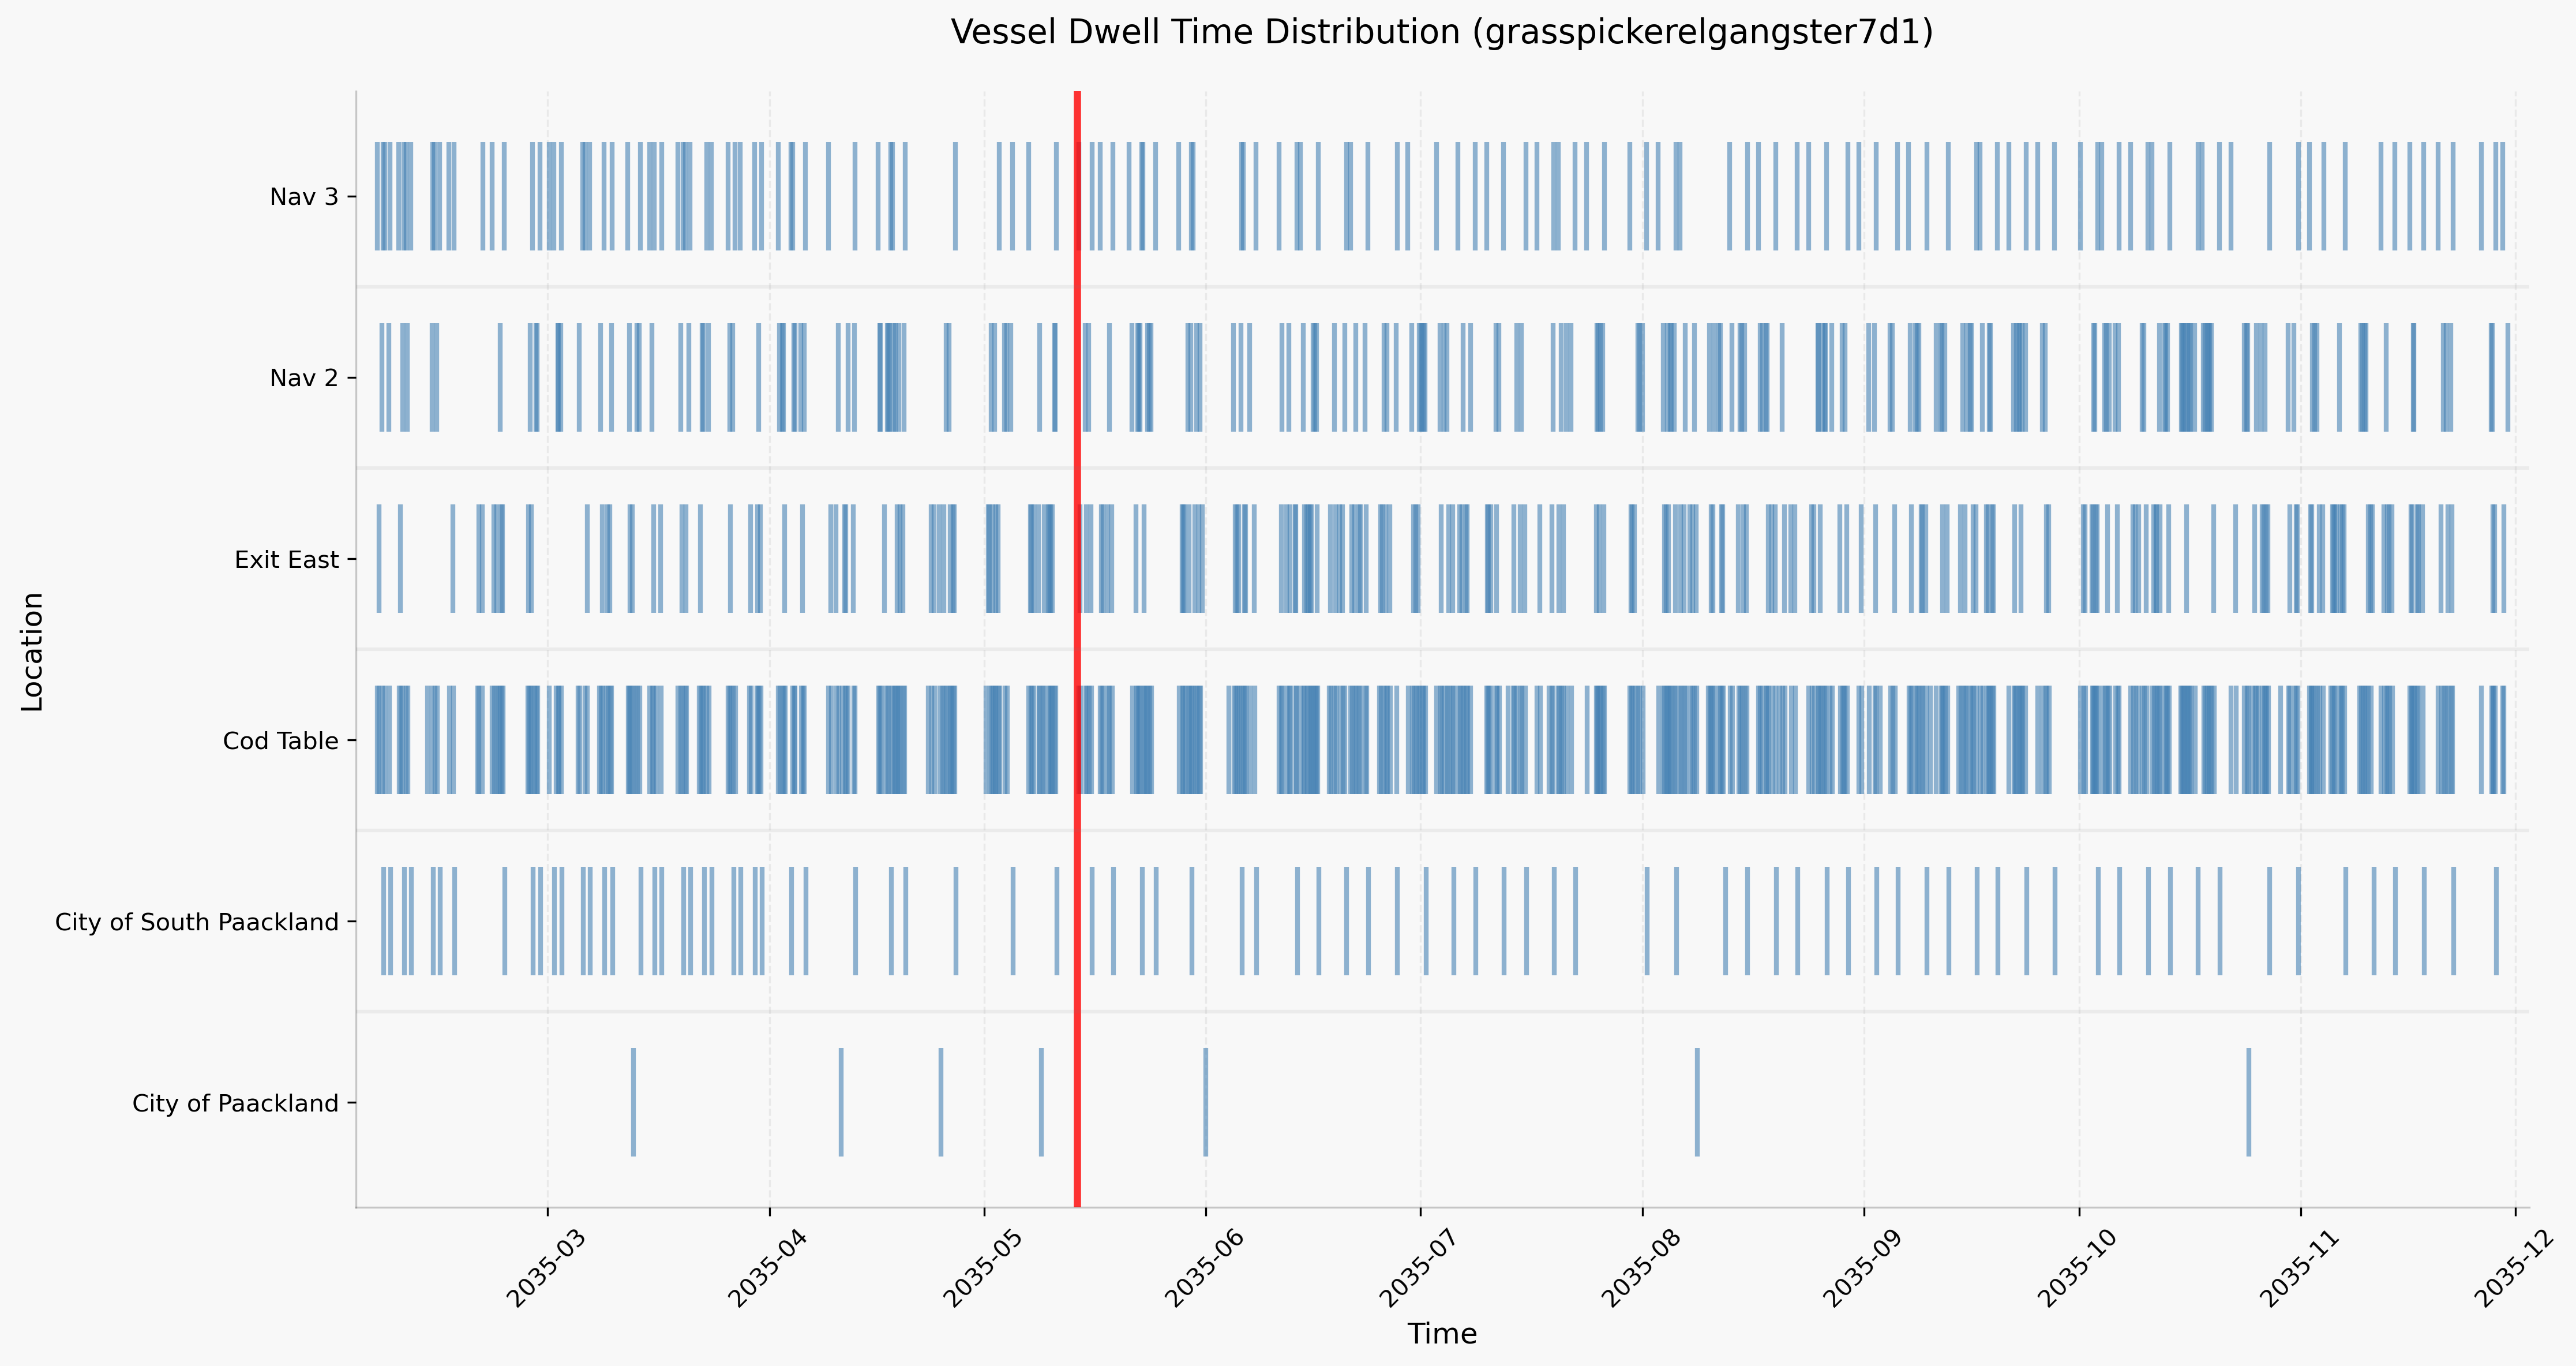 Vessel Dwell Time Distribution (grasspickerelgangster7d1)
Location
Nav 3
Nav 2
Exit East
Cod Table
City of South Paackland
City of Paackland
2035-03
2035-04
2035-05
2035-06
2035-07
2035-08
2035-09
2035-10
2035-11
2035-12
Time